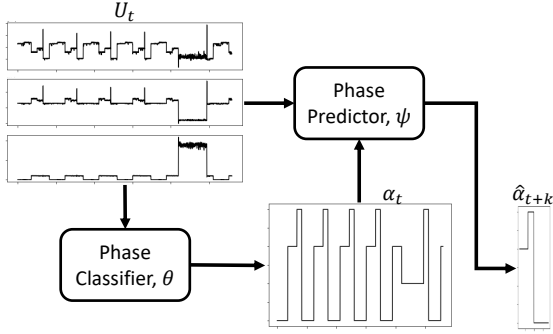 U_t
Phase
Predictor, ψ
α_t
α̂_{t+k}
Phase
Classifier, θ